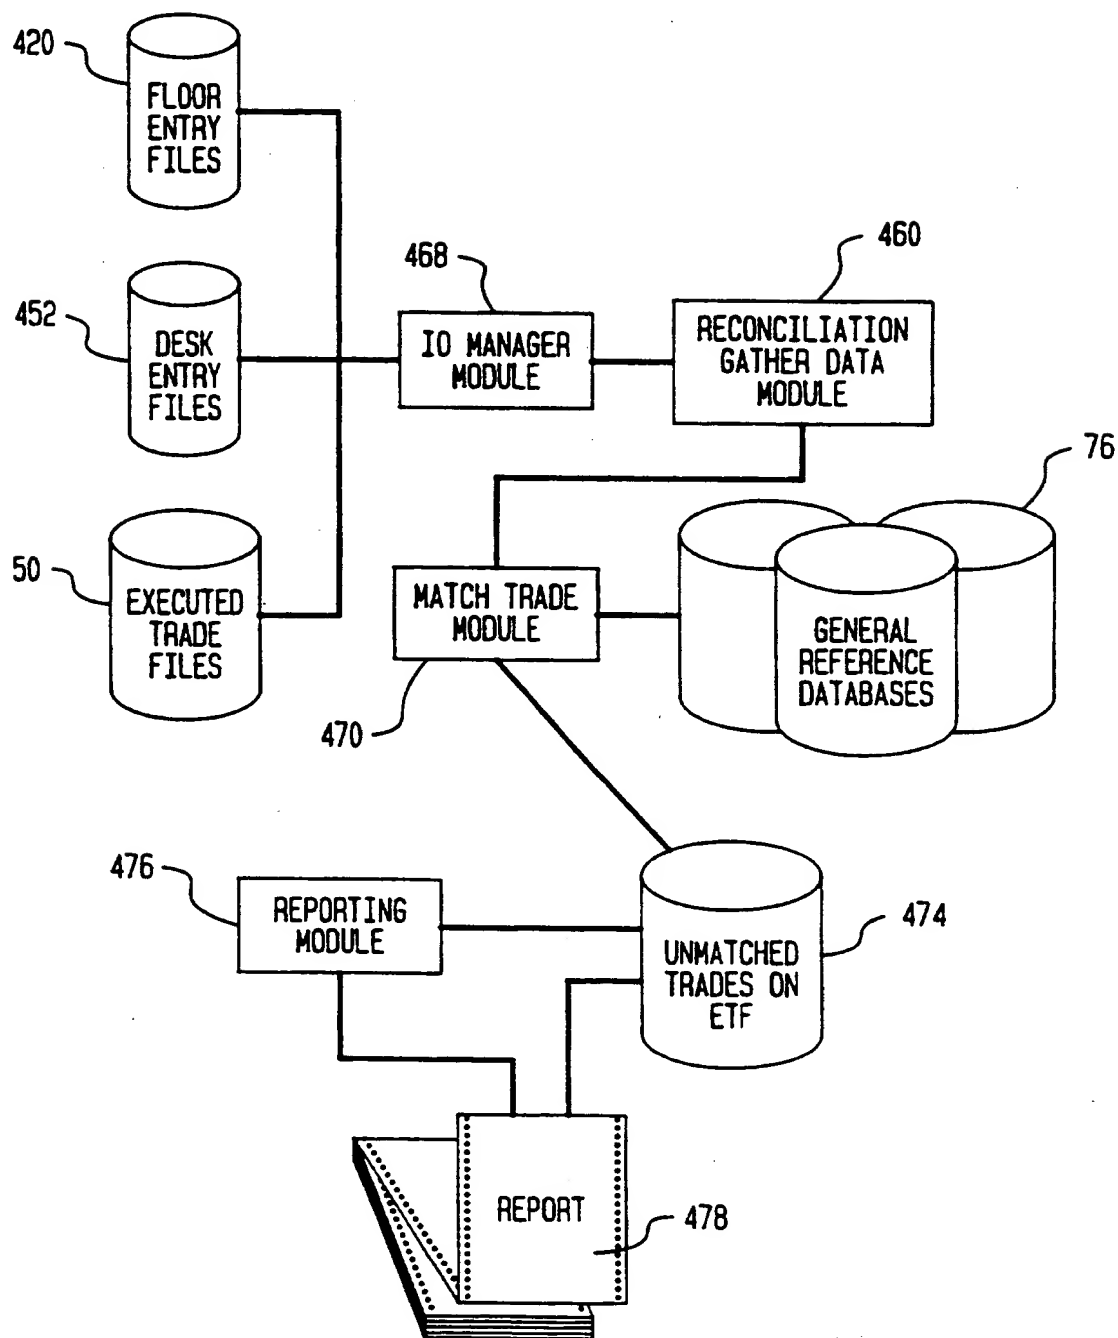 420
FLOOR
ENTRY
FILES
452
DESK
ENTRY
FILES
50
EXECUTED
TRADE
FILES
468
IO MANAGER
MODULE
460
RECONCILIATION
GATHER DATA
MODULE
76
GENERAL
REFERENCE
DATABASES
MATCH TRADE
MODULE
470
476
REPORTING
MODULE
474
UNMATCHED
TRADES ON
ETF
REPORT
478